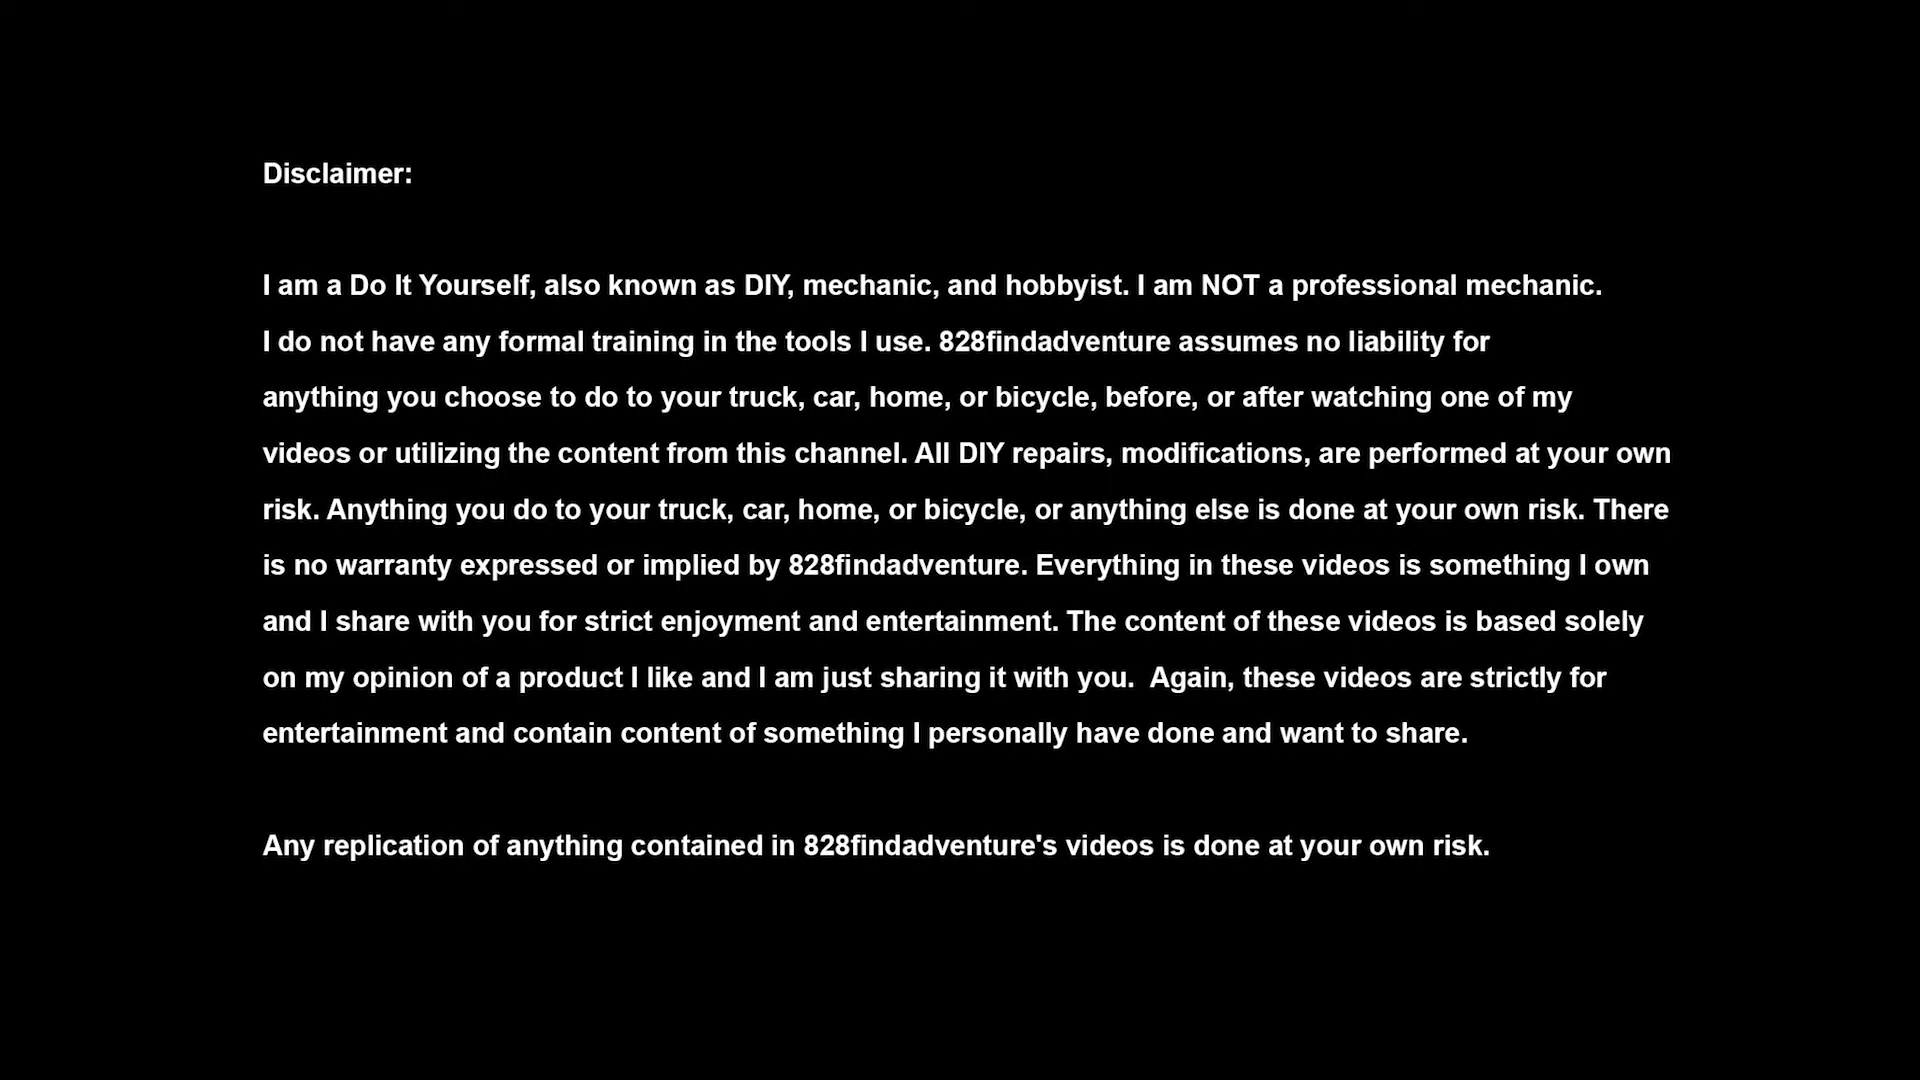 Disclaimer:
I am a Do It Yourself, also known as DIY, mechanic, and hobbyist. I am NOT a professional mechanic.
I do not have any formal training in the tools I use. 828findadventure assumes no liability for
anything you choose to do to your truck, car, home, or bicycle, before, or after watching one of my
videos or utilizing the content from this channel. All DIY repairs, modifications, are performed at your own
risk. Anything you do to your truck, car, home, or bicycle, or anything else is done at your own risk. There
is no warranty expressed or implied by 828findadventure. Everything in these videos is something I own
and I share with you for strict enjoyment and entertainment. The content of these videos is based solely
on my opinion of a product I like and I am just sharing it with you.  Again, these videos are strictly for
entertainment and contain content of something I personally have done and want to share.
Any replication of anything contained in 828findadventure's videos is done at your own risk.